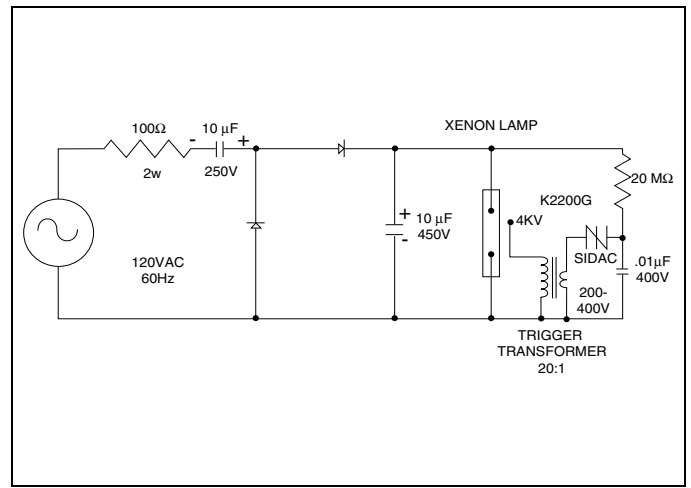 XENON LAMP
100Ω
- 10 µF +
2w
250V
20 MΩ
K2200G
4KV
+ 10 µF
- 450V
SIDAC
120VAC
60Hz
.01µF
400V
200-
400V
TRIGGER
TRANSFORMER
20:1